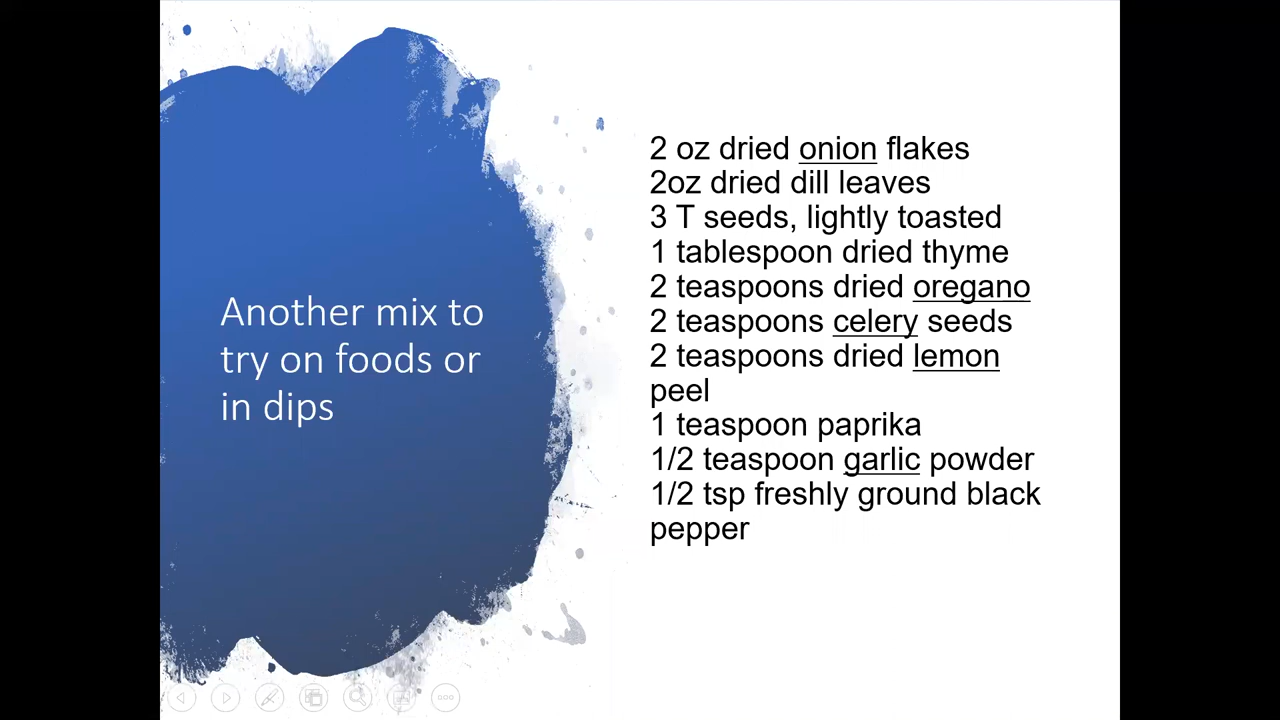 Another mix to
try on foods or
in dips
2 oz dried onion flakes
2oz dried dill leaves
3 T seeds, lightly toasted
1 tablespoon dried thyme
2 teaspoons dried oregano
2 teaspoons celery seeds
2 teaspoons dried lemon
peel
1 teaspoon paprika
1/2 teaspoon garlic powder
1/2 tsp freshly ground black
pepper